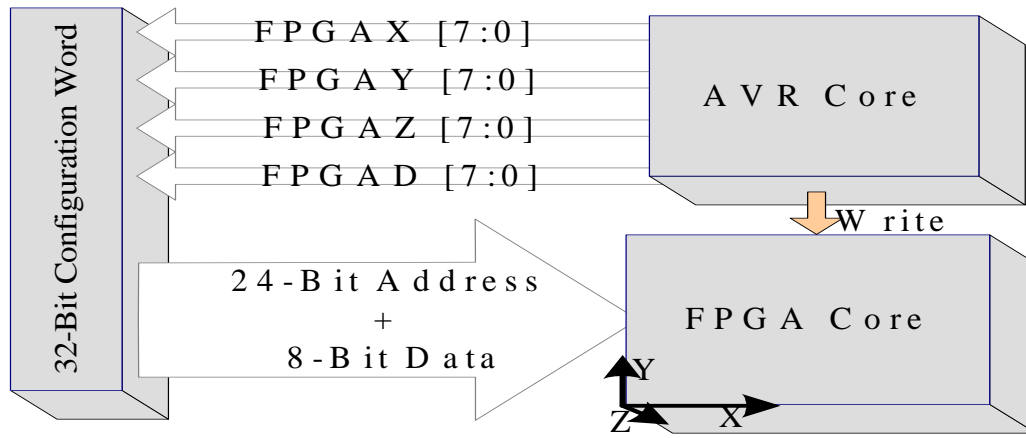 32-Bit Configuration Word
FPGAX [7:0]
FPGAY [7:0]
FPGAZ [7:0]
FPGAD [7:0]
AVR Core
Write
24-Bit Address
+
8-Bit Data
FPGA Core
Y
Z
X